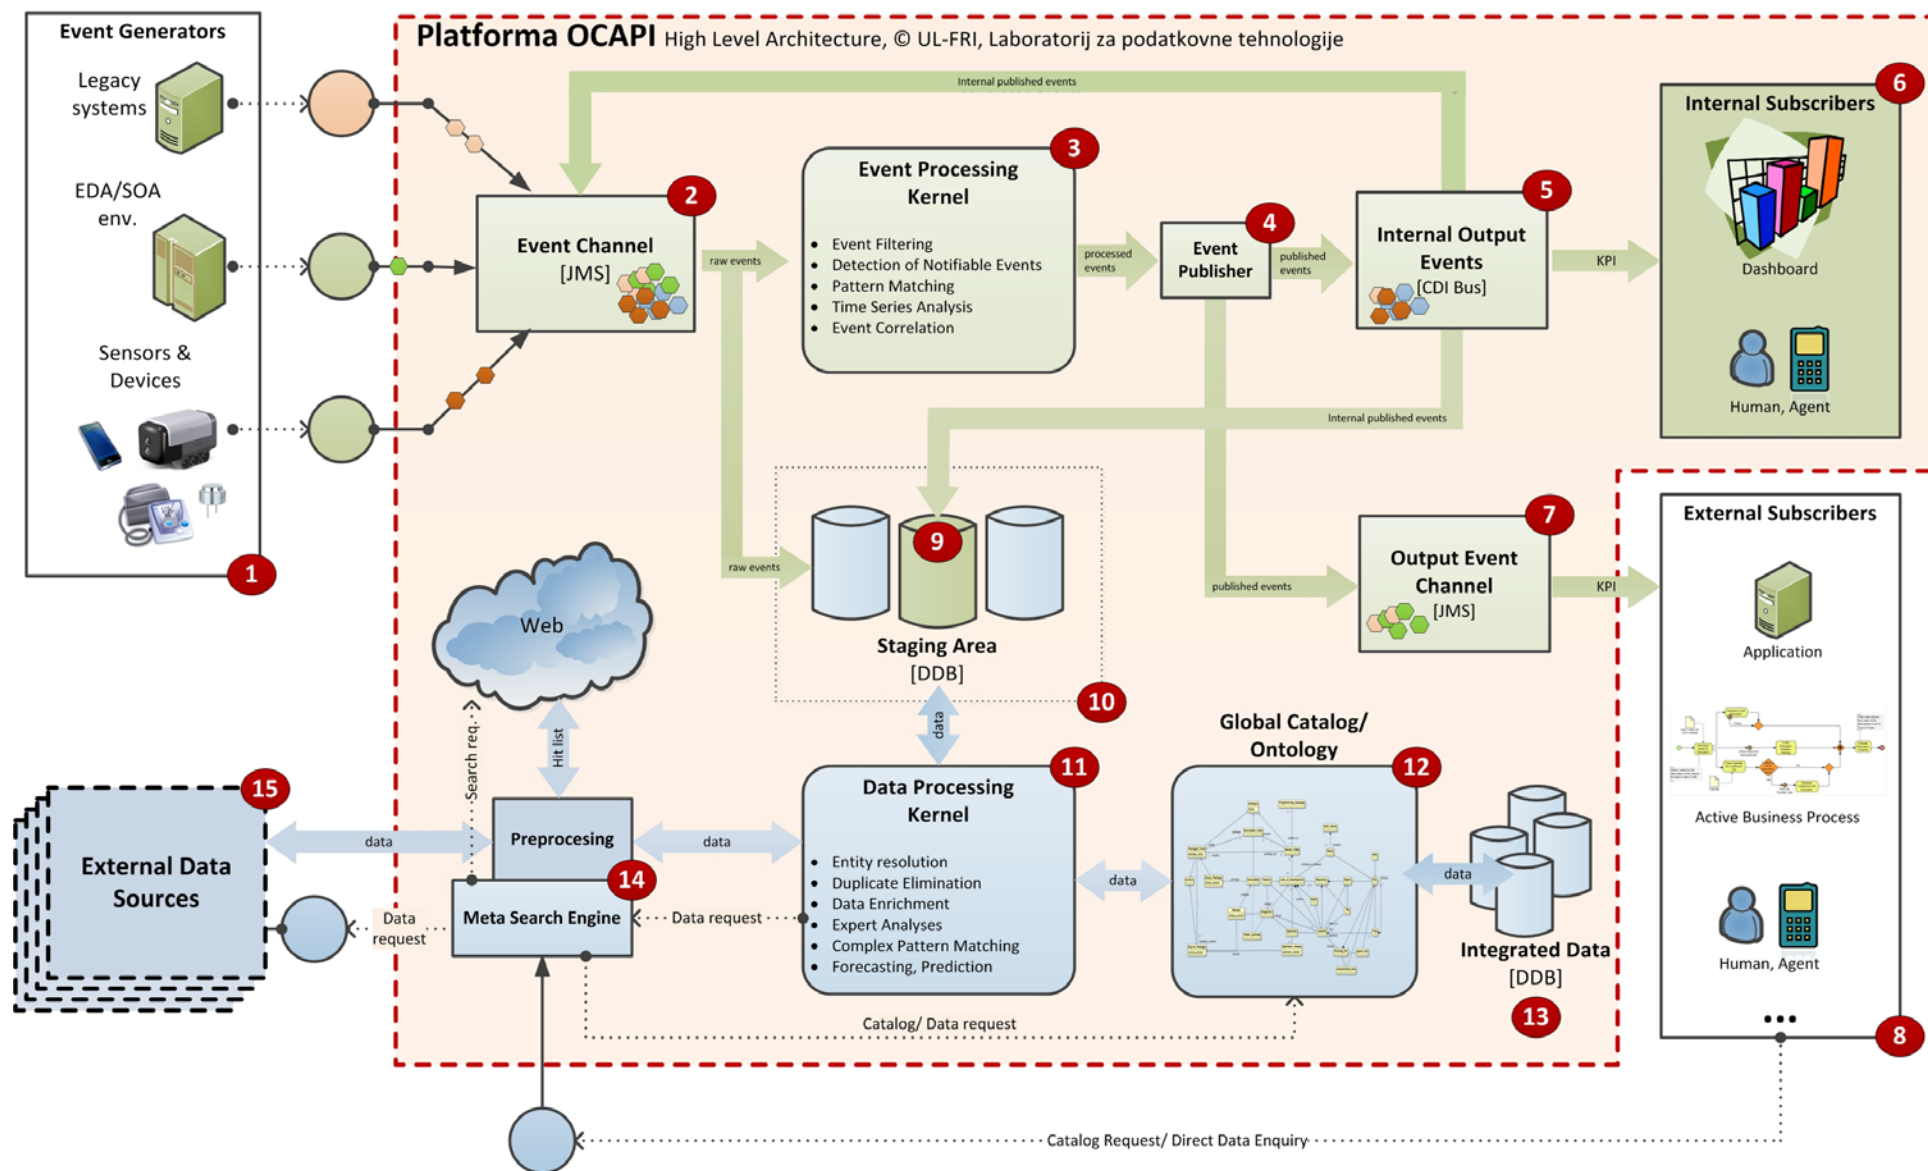 Event Generators
Legacy
systems
EDA/SOA
env.
Sensors &
Devices
1
Platforma OCAPI High Level Architecture, © UL-FRI, Laboratorij za podatkovne tehnologije
Internal published events
2
Event Channel
[JMS]
raw events
raw events
3
Event Processing
Kernel
• Event Filtering
• Detection of Notifiable Events
• Pattern Matching
• Time Series Analysis
• Event Correlation
processed
events
4
Event
Publisher
published
events
5
Internal Output
Events
[CDI Bus]
KPI
6
Internal Subscribers
Dashboard
Human, Agent
Internal published events
published events
7
Output Event
Channel
[JMS]
KPI
External Subscribers
Application
Active Business Process
Human, Agent
...
8
9
Staging Area
[DDB]
10
data
Web
Search req.
Hit list
15
External Data
Sources
data
Data
request
Preprocesing
14
Meta Search Engine
data
Data request
11
Data Processing
Kernel
• Entity resolution
• Duplicate Elimination
• Data Enrichment
• Expert Analyses
• Complex Pattern Matching
• Forecasting, Prediction
data
Global Catalog/
Ontology
12
data
Integrated Data
[DDB]
13
Catalog/ Data request
Catalog Request/ Direct Data Enquiry